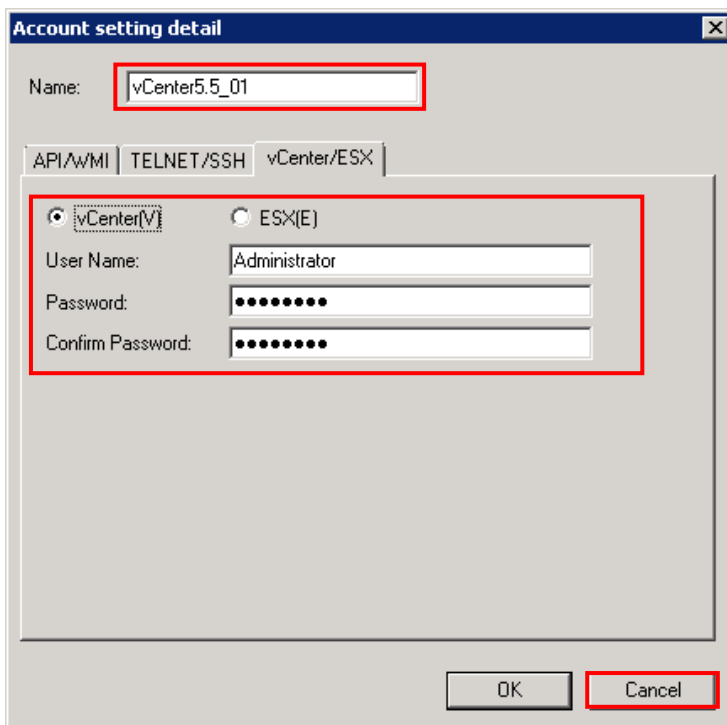 Account setting detail
Name: vCenter5.5_01
API/WMI TELNET/SSH vCenter/ESX
vCenter(V) ESX(E)
User Name: Administrator
Password: ●●●●●●●●
Confirm Password: ●●●●●●●●
OK Cancel